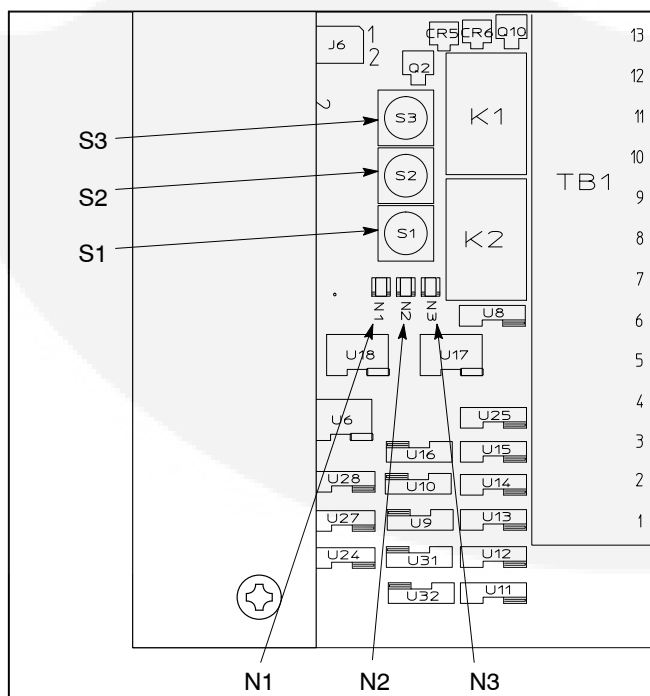 J6
1
2
CR5
CR6
Q10
13
Q2
12
2
S3
K1
11
S3
S2
10
S2
TB1
9
S1
K2
8
S1
7
N1
N2
N3
U8
6
U18
U17
5
U6
U25
4
U16
U15
3
U28
U10
U14
2
U27
U9
U13
1
U24
U31
U12
U32
U11
N1
N2
N3